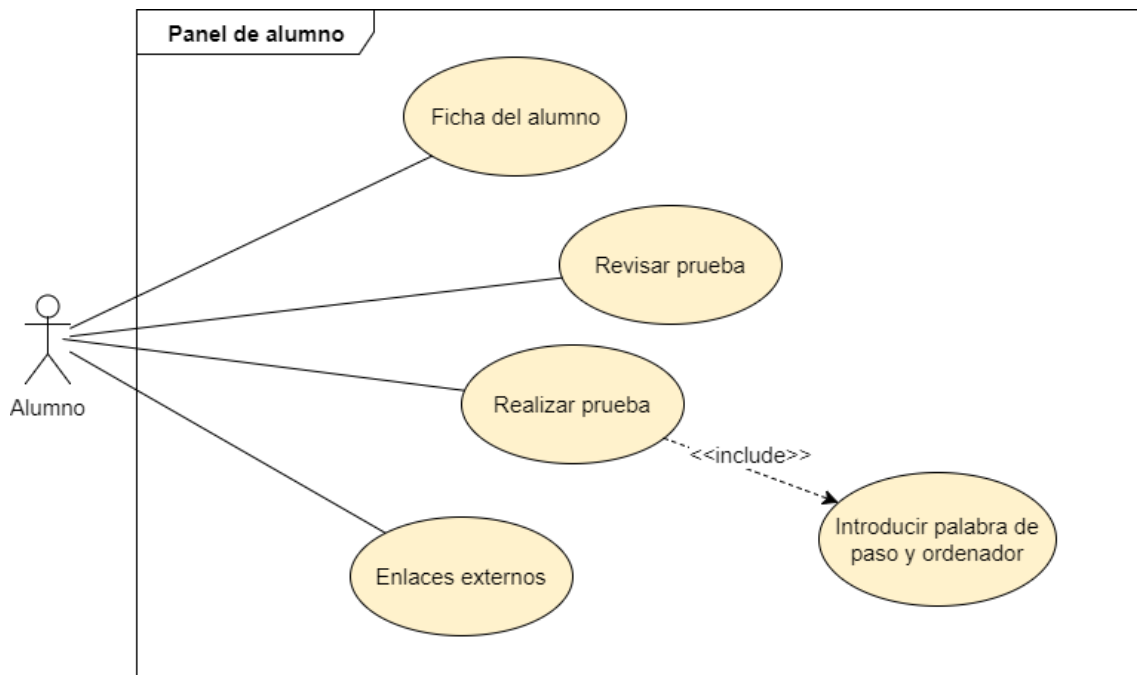 Panel de alumno
Ficha del alumno
Revisar prueba
Alumno
Realizar prueba
<<include>>
Introducir palabra de
paso y ordenador
Enlaces externos